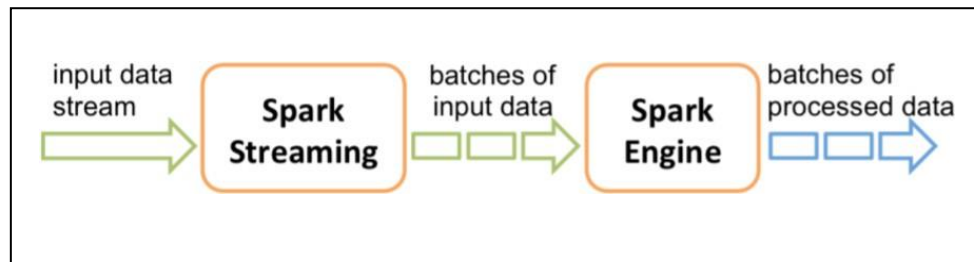 input data
stream
Spark
Streaming
batches of
input data
Spark
Engine
batches of
processed data